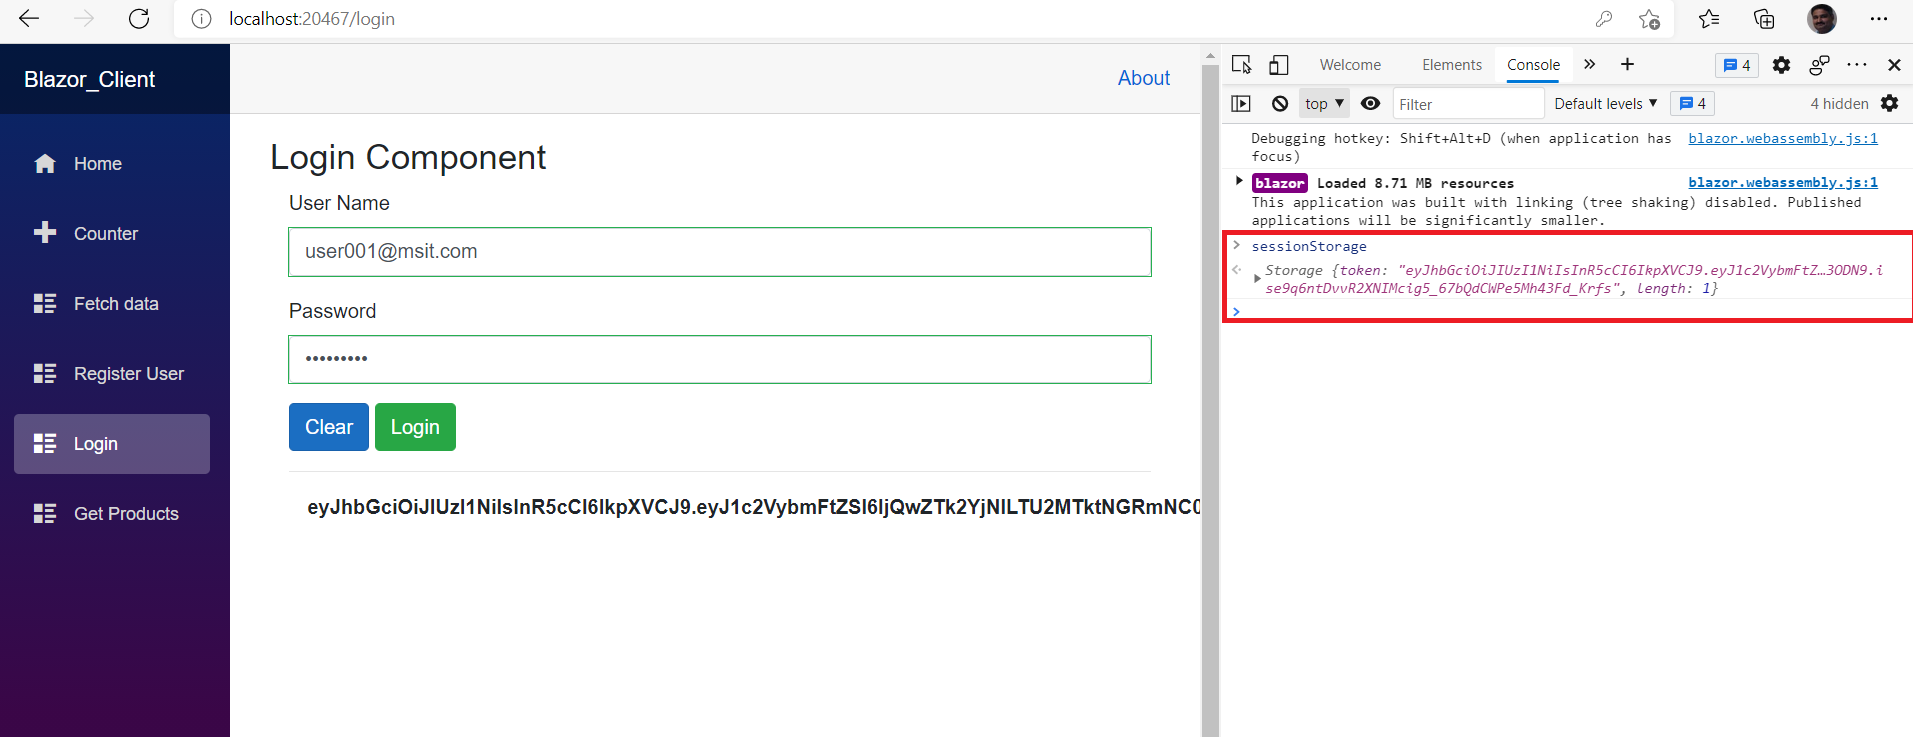 localhost:20467/login
Blazor_Client
Home
Counter
Fetch data
Register User
Login
Get Products
About
Login Component
User Name
user001@msit.com
Password
•••••••••
Clear Login
eyJhbGciOiJIUzI1NiIsInR5cCI6IkpXVCJ9.eyJ1c2VybmFtZSI6IjQwZTk2YjNlLTU2MTktNGRmNC0
Welcome Elements Console 4
top Filter Default levels 4 4 hidden
Debugging hotkey: Shift+Alt+D (when application has blazor.webassembly.js:1
focus)
blazor Loaded 8.71 MB resources blazor.webassembly.js:1
This application was built with linking (tree shaking) disabled. Published
applications will be significantly smaller.
sessionStorage
Storage {token: "eyJhbGciOiJIUzI1NiIsInR5cCI6IkpXVCJ9.eyJ1c2VybmFtZ…3ODN9.i
se9q6ntDvvR2XNIMcig5_67bQdCWPe5Mh43Fd_Krfs", length: 1}